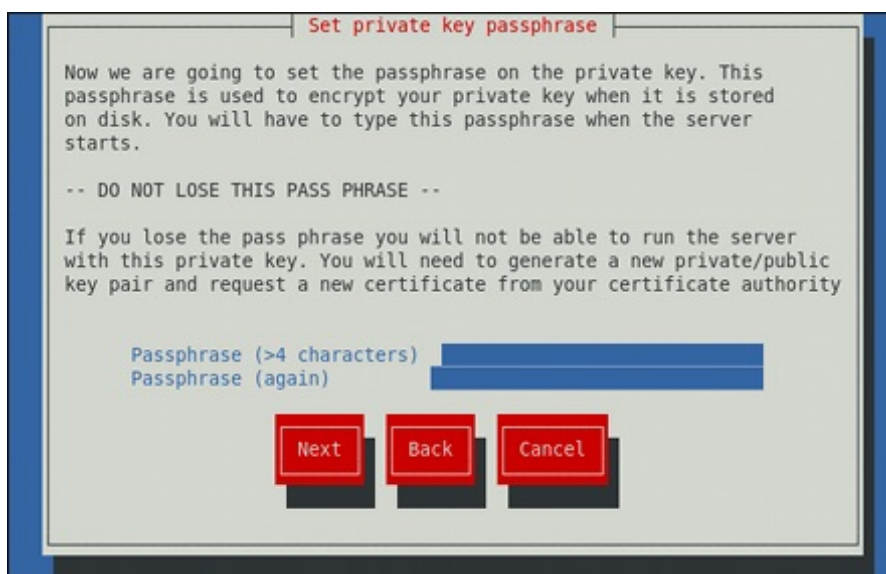 Set private key passphrase
Now we are going to set the passphrase on the private key. This
passphrase is used to encrypt your private key when it is stored
on disk. You will have to type this passphrase when the server
starts.
-- DO NOT LOSE THIS PASS PHRASE --
If you lose the pass phrase you will not be able to run the server
with this private key. You will need to generate a new private/public
key pair and request a new certificate from your certificate authority
Passphrase (>4 characters)
Passphrase (again)
Next Back Cancel